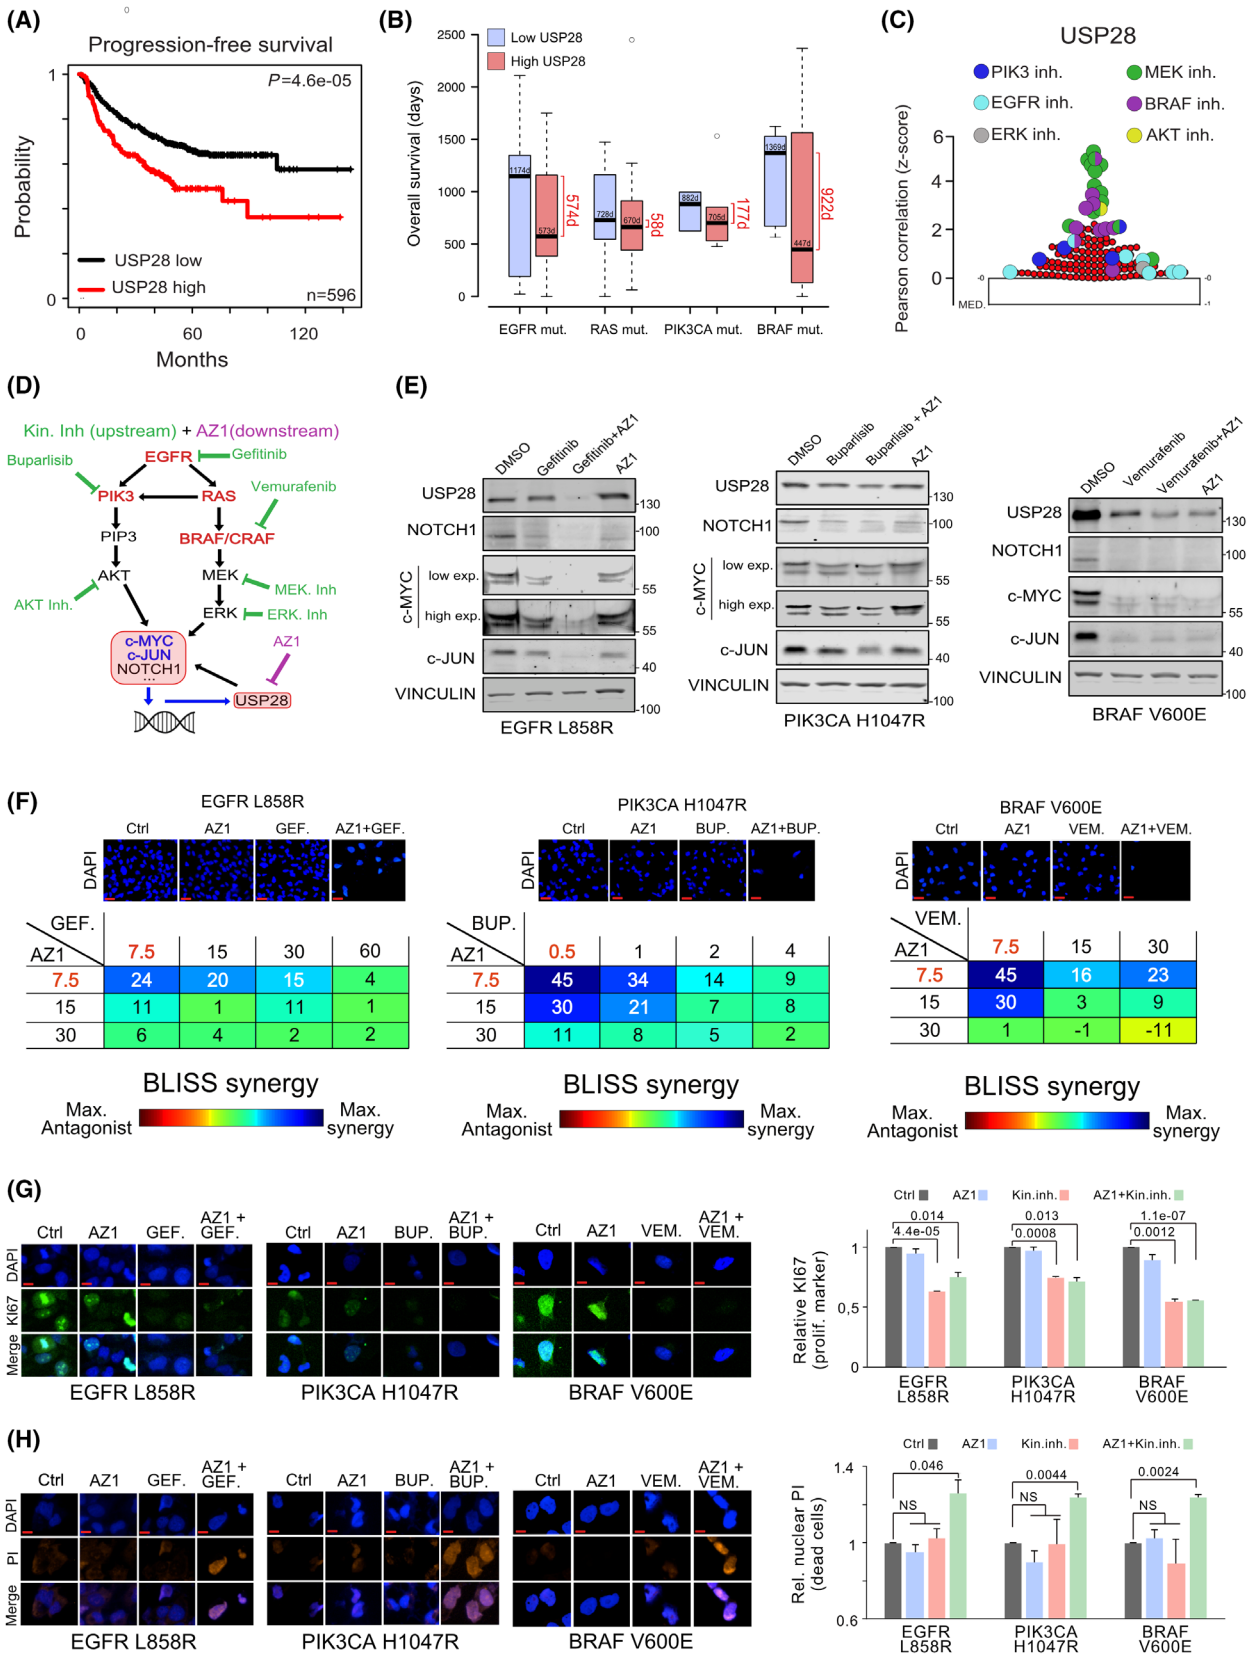 (A)
Progression-free survival
P=4.6e-05
1
Probability
0
USP28 low
USP28 high
n=596
0 60 120
Months
(B)
Low USP28
High USP28
Overall survival (days)
2500
2000
1500
1000
500
0
1174d
573d
574d
728d
670d
58d
882d
705d
177d
1369d
447d
922d
EGFR mut. RAS mut. PIK3CA mut. BRAF mut.
(C)
USP28
PIK3 inh. MEK inh.
EGFR inh. BRAF inh.
ERK inh. AKT inh.
Pearson correlation (z-score)
6
4
2
0
-0 -0
MED. -1
(D)
Kin. Inh (upstream) + AZ1(downstream)
Buparlisib EGFR Gefitinib
Vemurafenib
PIK3 RAS
PIP3 BRAF/CRAF
AKT MEK
MEK. Inh
AKT Inh. ERK ERK. Inh
c-MYC
c-JUN
NOTCH1
...
AZ1
USP28
(E)
DMSO Gefitinib Gefitinib+AZ1 AZ1
USP28 130
NOTCH1 100
c-MYC
low exp. 55
high exp. 55
c-JUN 40
VINCULIN 100
EGFR L858R
DMSO Buparlisib Buparlisib + AZ1 AZ1
USP28 130
NOTCH1 100
c-MYC
low exp. 55
high exp. 55
c-JUN 40
VINCULIN 100
PIK3CA H1047R
DMSO Vemurafenib Vemurafenib+AZ1 AZ1
USP28 130
NOTCH1 100
c-MYC 55
c-JUN 40
VINCULIN 100
BRAF V600E
(F)
EGFR L858R
Ctrl AZ1 GEF. AZ1+GEF.
DAPI
GEF.
AZ1 7.5 15 30 60
7.5 24 20 15 4
15 11 1 11 1
30 6 4 2 2
BLISS synergy
Max. Antagonist Max. synergy
PIK3CA H1047R
Ctrl AZ1 BUP. AZ1+BUP.
DAPI
BUP.
AZ1 0.5 1 2 4
7.5 45 34 14 9
15 30 21 7 8
30 11 8 5 2
BLISS synergy
Max. Antagonist Max. synergy
BRAF V600E
Ctrl AZ1 VEM. AZ1+VEM.
DAPI
VEM.
AZ1 7.5 15 30
7.5 45 16 23
15 30 3 9
30 1 -1 -11
BLISS synergy
Max. Antagonist Max. synergy
(G)
Ctrl AZ1 GEF. AZ1 + GEF.
Ctrl AZ1 BUP. AZ1 + BUP.
Ctrl AZ1 VEM. AZ1 + VEM.
DAPI
KI67
Merge
EGFR L858R PIK3CA H1047R BRAF V600E
Ctrl AZ1 Kin.inh. AZ1+Kin.inh.
Relative KI67
(prolif. marker)
1
0.5
0
0.014
4.4e-05
0.013
0.0008
1.1e-07
0.0012
EGFR PIK3CA BRAF
L858R H1047R V600E
(H)
Ctrl AZ1 GEF. AZ1 + GEF.
Ctrl AZ1 BUP. AZ1 + BUP.
Ctrl AZ1 VEM. AZ1 + VEM.
DAPI
PI
Merge
EGFR L858R PIK3CA H1047R BRAF V600E
Ctrl AZ1 Kin.inh. AZ1+Kin.inh.
Rel. nuclear PI
(dead cells)
1.4
1
0.6
0.046
NS
0.0044
NS
0.0024
NS
EGFR PIK3CA BRAF
L858R H1047R V600E